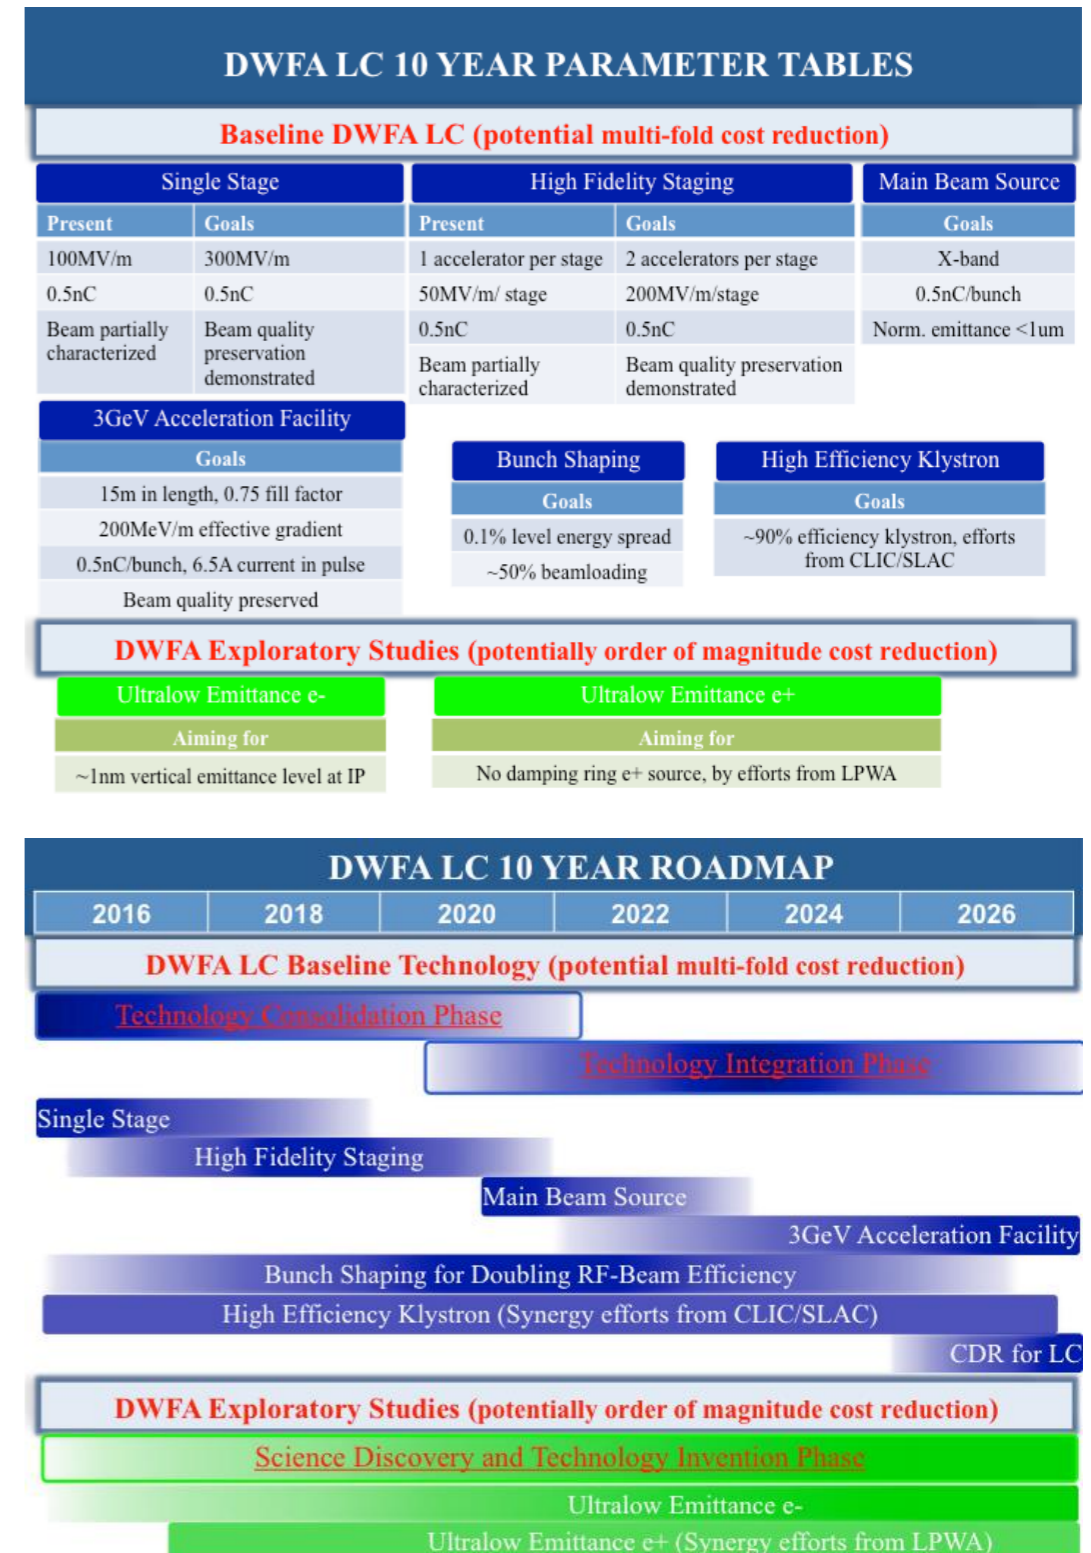 DWFA LC 10 YEAR PARAMETER TABLES
Baseline DWFA LC (potential multi-fold cost reduction)
Single Stage
Present Goals
100MV/m 300MV/m
0.5nC 0.5nC
Beam partially characterized
Beam quality preservation demonstrated
High Fidelity Staging
Present Goals
1 accelerator per stage 2 accelerators per stage
50MV/m/ stage 200MV/m/stage
0.5nC 0.5nC
Beam partially characterized
Beam quality preservation demonstrated
Main Beam Source
Goals
X-band
0.5nC/bunch
Norm. emittance <1um
3GeV Acceleration Facility
Goals
15m in length, 0.75 fill factor
200MeV/m effective gradient
0.5nC/bunch, 6.5A current in pulse
Beam quality preserved
Bunch Shaping
Goals
0.1% level energy spread
~50% beamloading
High Efficiency Klystron
Goals
~90% efficiency klystron, efforts
from CLIC/SLAC
DWFA Exploratory Studies (potentially order of magnitude cost reduction)
Ultralow Emittance e-
Aiming for
~1nm vertical emittance level at IP
Ultralow Emittance e+
Aiming for
No damping ring e+ source, by efforts from LPWA
DWFA LC 10 YEAR ROADMAP
2016 2018 2020 2022 2024 2026
DWFA LC Baseline Technology (potential multi-fold cost reduction)
Technology Consolidation Phase
Technology Integration Phase
Single Stage
High Fidelity Staging
Main Beam Source
3GeV Acceleration Facility
Bunch Shaping for Doubling RF-Beam Efficiency
High Efficiency Klystron (Synergy efforts from CLIC/SLAC)
CDR for LC
DWFA Exploratory Studies (potentially order of magnitude cost reduction)
Science Discovery and Technology Invention Phase
Ultralow Emittance e-
Ultralow Emittance e+ (Synergy efforts from LPWA)